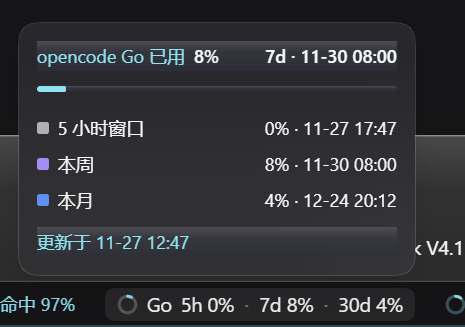 opencode Go 已用 8% 7d · 11-30 08:00
5 小时窗口 0% · 11-27 17:47
本周 8% · 11-30 08:00
本月 4% · 12-24 20:12
更新于 11-27 12:47
k V4.1
命中 97% Go 5h 0% · 7d 8% · 30d 4%